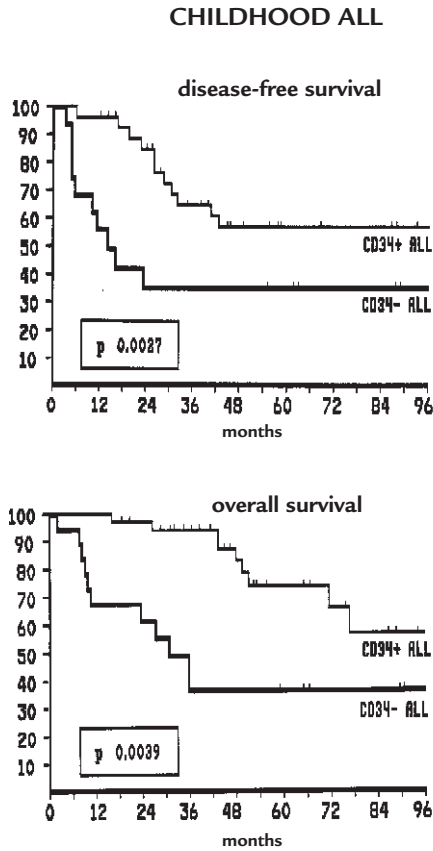 CHILDHOOD ALL
disease-free survival
100
90
80
70
60
50
40
30
20
10
CD34+ ALL
CD34- ALL
p 0.0027
0 12 24 36 48 60 72 84 96
months
overall survival
100
90
80
70
60
50
40
30
20
10
CD34+ ALL
CD34- ALL
p 0.0039
0 12 24 36 48 60 72 84 96
months